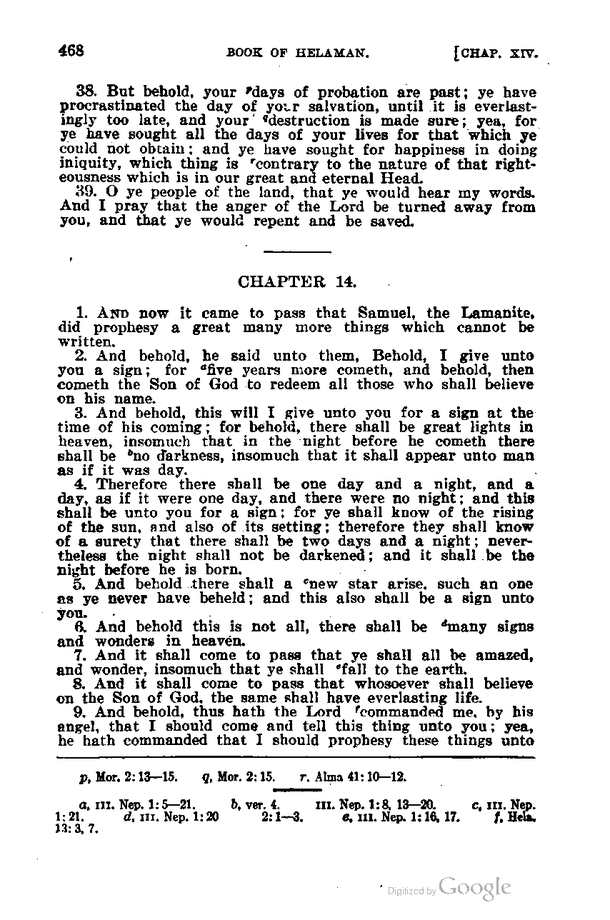 468 BOOK OF HELAMAN. [CHAP. XIV.
38. But behold, your ᵖdays of probation are past; ye have
procrastinated the day of your salvation, until it is everlast-
ingly too late, and your ᵠdestruction is made sure; yea, for
ye have sought all the days of your lives for that which ye
could not obtain; and ye have sought for happiness in doing
iniquity, which thing is ʳcontrary to the nature of that right-
eousness which is in our great and eternal Head.
39. O ye people of the land, that ye would hear my words.
And I pray that the anger of the Lord be turned away from
you, and that ye would repent and be saved.
CHAPTER 14.
1. AND now it came to pass that Samuel, the Lamanite,
did prophesy a great many more things which cannot be
written.
2. And behold, he said unto them, Behold, I give unto
you a sign; for ᵃfive years more cometh, and behold, then
cometh the Son of God to redeem all those who shall believe
on his name.
3. And behold, this will I give unto you for a sign at the
time of his coming; for behold, there shall be great lights in
heaven, insomuch that in the night before he cometh there
shall be ᵇno darkness, insomuch that it shall appear unto man
as if it was day.
4. Therefore there shall be one day and a night, and a
day, as if it were one day, and there were no night; and this
shall be unto you for a sign; for ye shall know of the rising
of the sun, and also of its setting; therefore they shall know
of a surety that there shall be two days and a night; never-
theless the night shall not be darkened; and it shall be the
night before he is born.
5. And behold there shall a ᶜnew star arise, such an one
as ye never have beheld; and this also shall be a sign unto
you.
6. And behold this is not all, there shall be ᵈmany signs
and wonders in heaven.
7. And it shall come to pass that ye shall all be amazed,
and wonder, insomuch that ye shall ᵉfall to the earth.
8. And it shall come to pass that whosoever shall believe
on the Son of God, the same shall have everlasting life.
9. And behold, thus hath the Lord ᶠcommanded me, by his
angel, that I should come and tell this thing unto you; yea,
he hath commanded that I should prophesy these things unto
p, Mor. 2:13–15. q, Mor. 2:15. r. Alma 41:10–12.
a, III. Nep. 1:5–21. b, ver. 4. III. Nep. 1:8, 13–20. c, III. Nep.
1:21. d, III. Nep. 1:20 2:1–3. e, III. Nep. 1:16, 17. f, Hela.
13:3, 7.
Digitized by Google